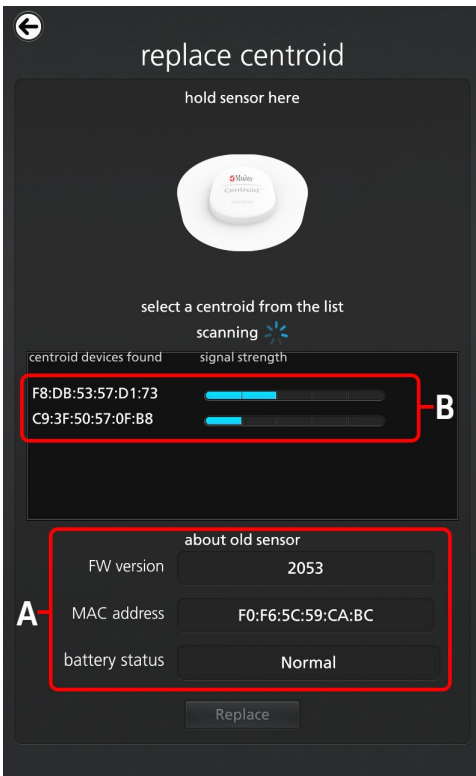 replace centroid
hold sensor here
Masimo
Centroid
select a centroid from the list
scanning
centroid devices found signal strength
F8:DB:53:57:D1:73
C9:3F:50:57:0F:B8
B
about old sensor
FW version 2053
A MAC address F0:F6:5C:59:CA:BC
battery status Normal
Replace